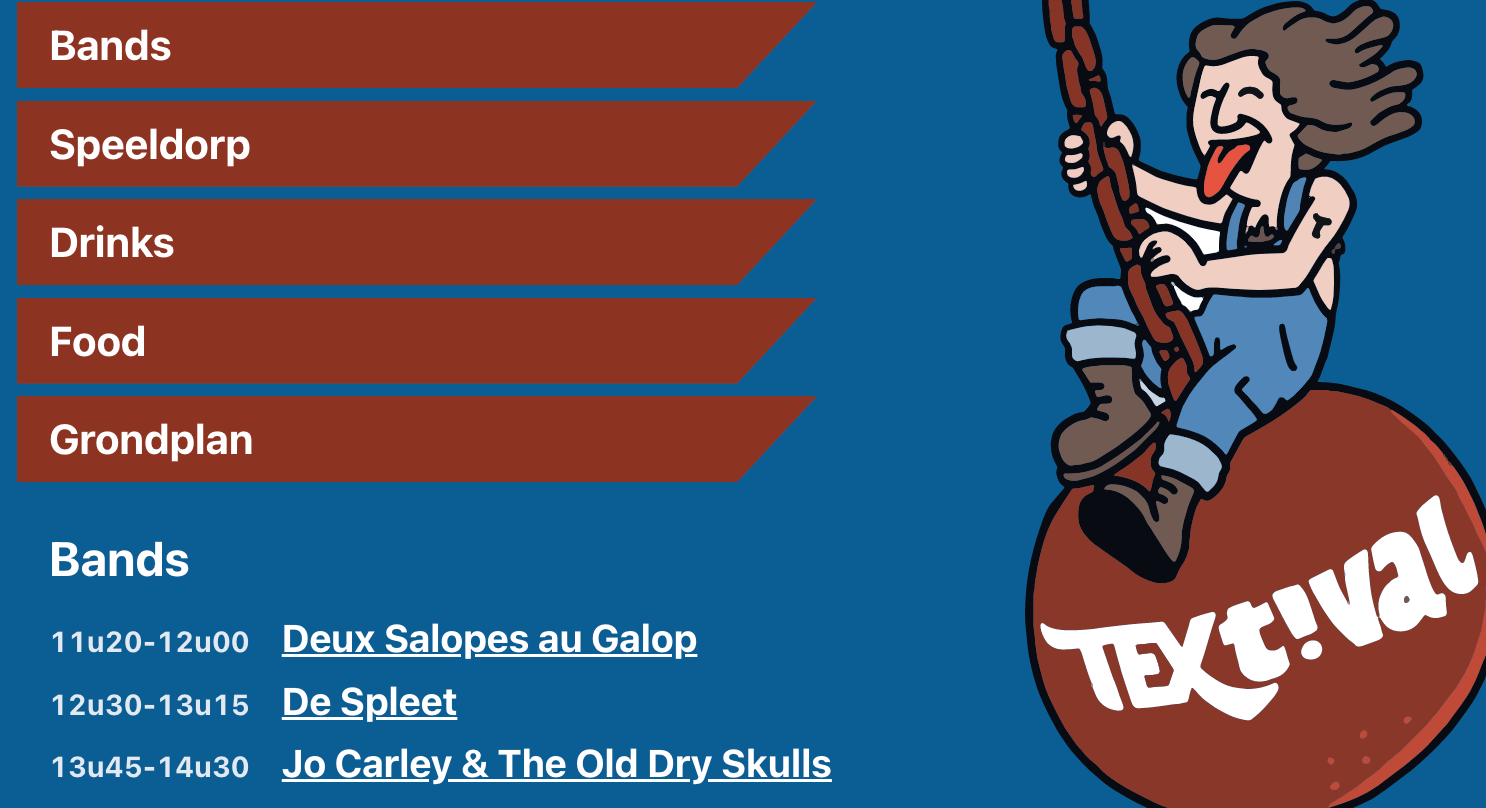 Bands
Speeldorp
Drinks
Food
Grondplan
Bands
11u20-12u00 Deux Salopes au Galop
12u30-13u15 De Spleet
13u45-14u30 Jo Carley & The Old Dry Skulls
TEXt!val